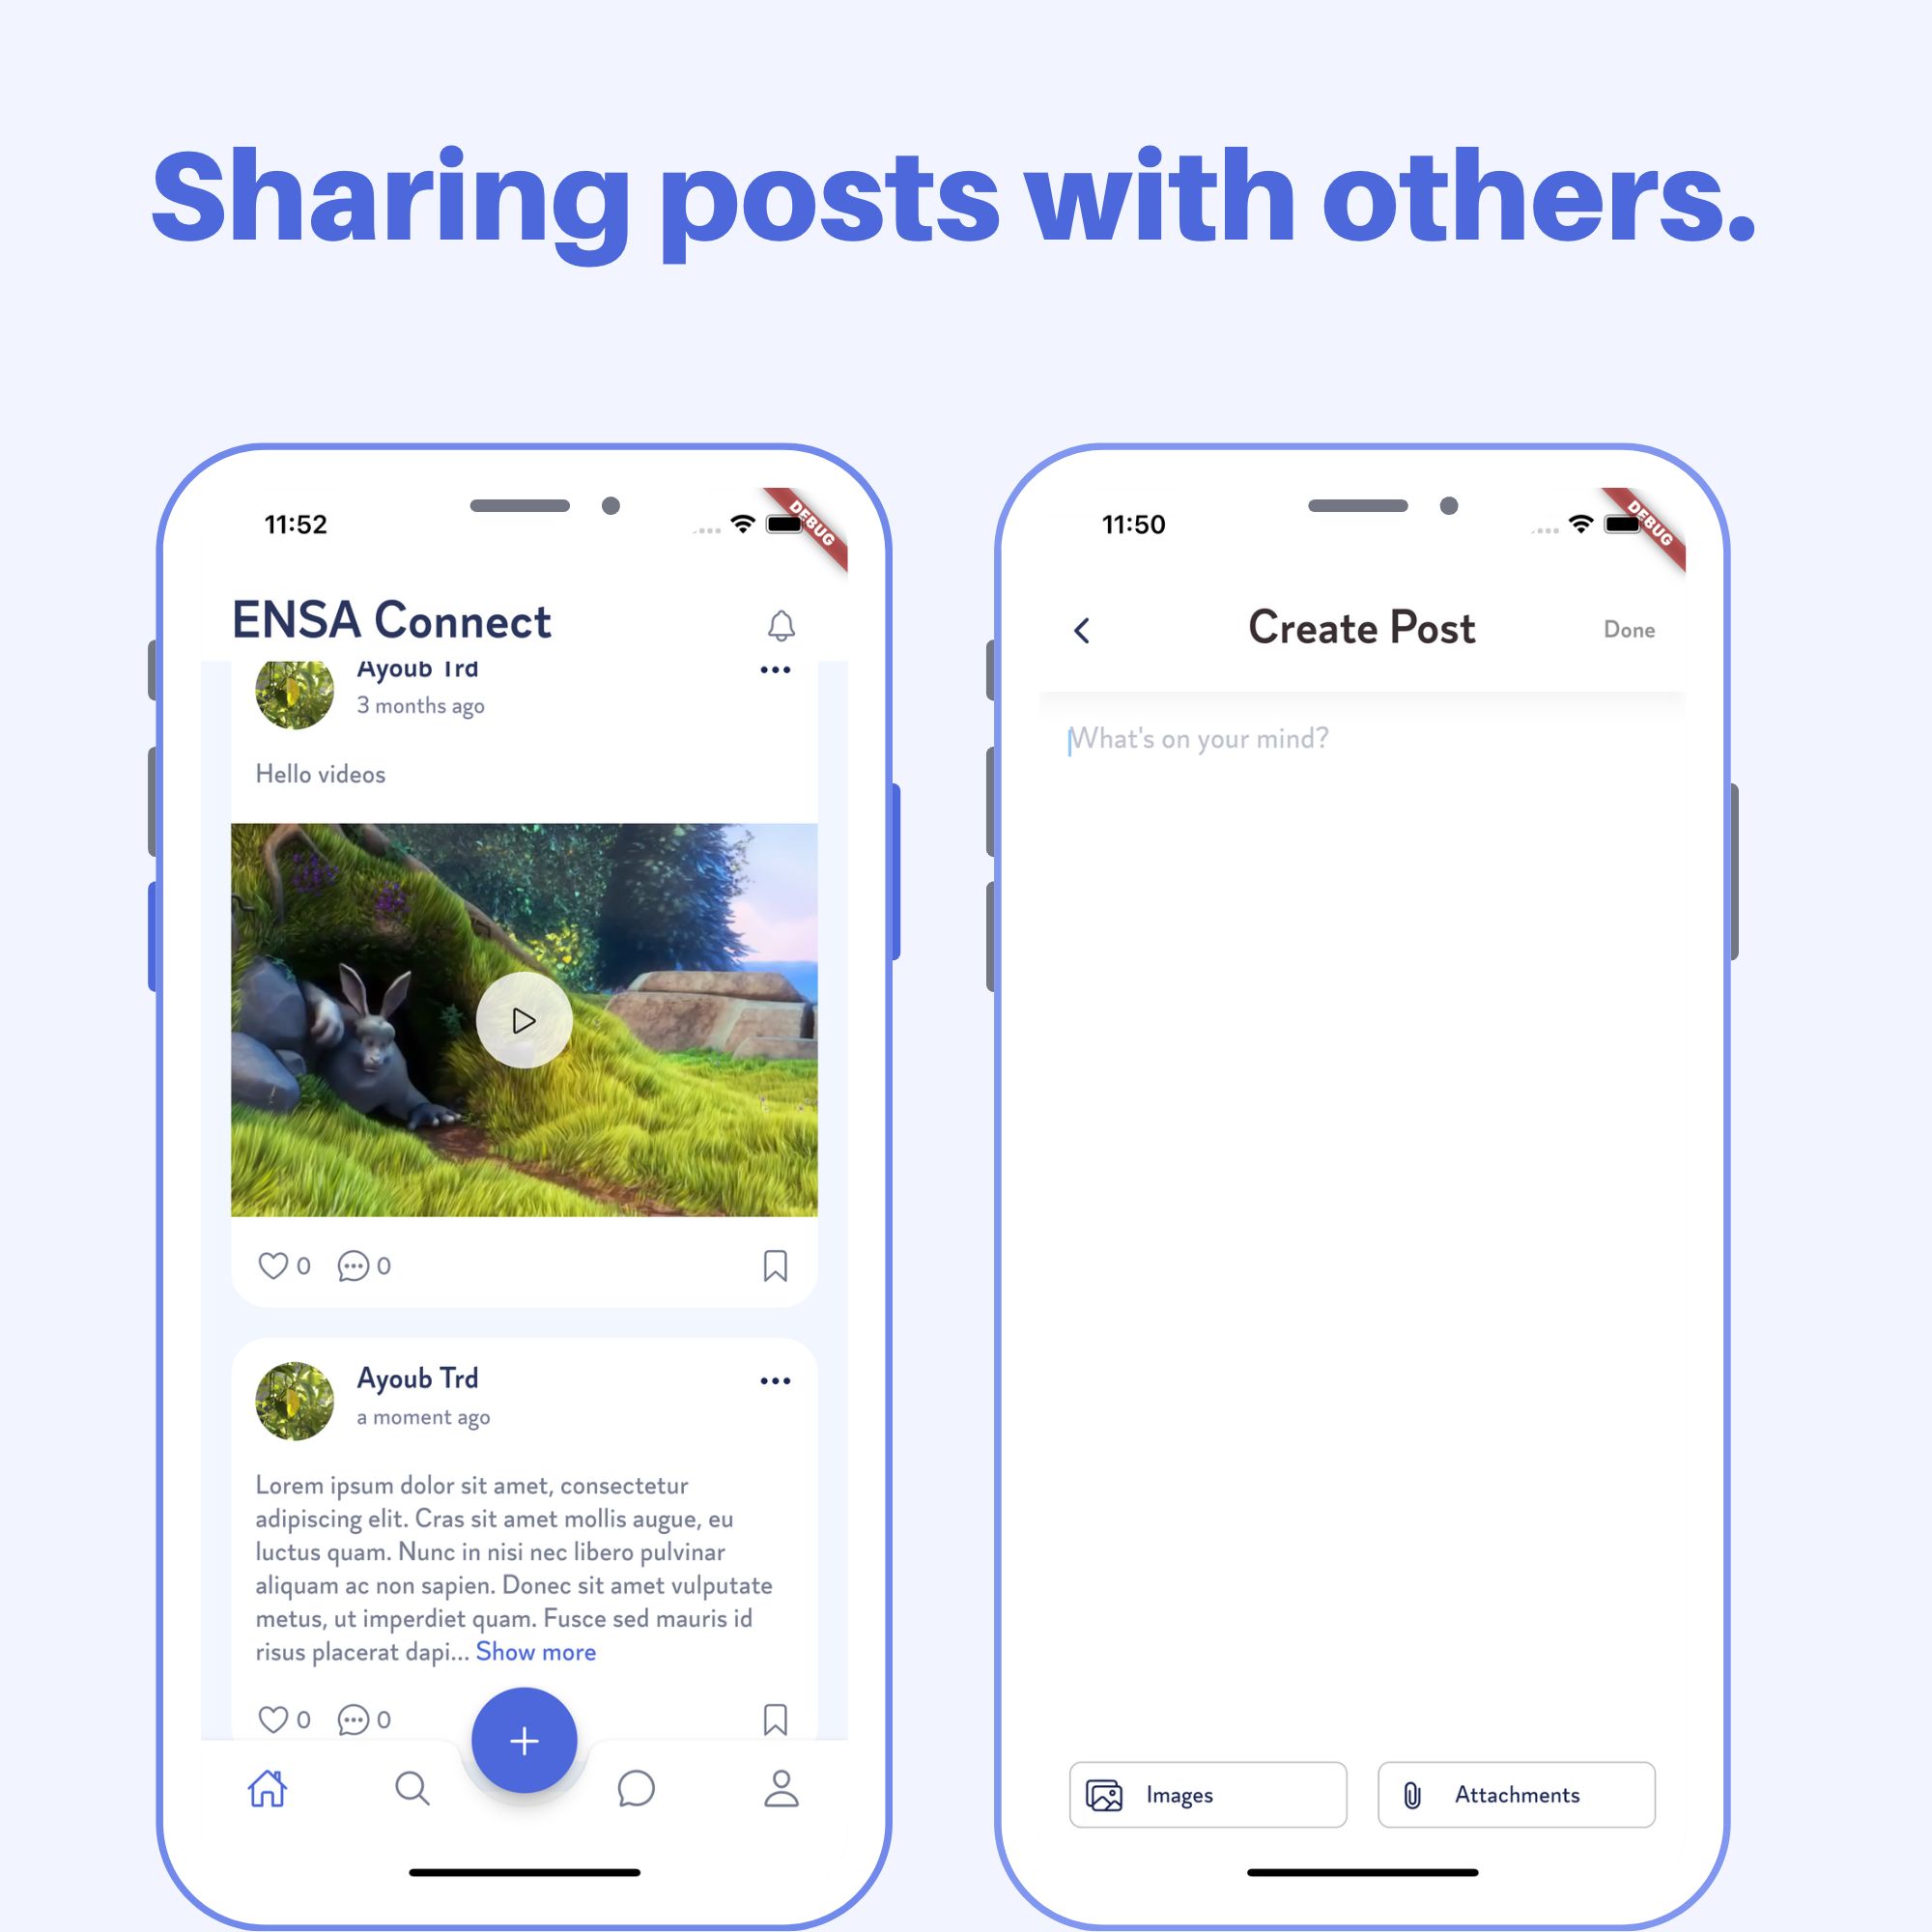 Sharing posts with others.
11:52
DEBUG
ENSA Connect
Ayoub Trd
3 months ago
Hello videos
0 0
Ayoub Trd
a moment ago
Lorem ipsum dolor sit amet, consectetur
adipiscing elit. Cras sit amet mollis augue, eu
luctus quam. Nunc in nisi nec libero pulvinar
aliquam ac non sapien. Donec sit amet vulputate
metus, ut imperdiet quam. Fusce sed mauris id
risus placerat dapi... Show more
0 0
11:50
DEBUG
Create Post
Done
What's on your mind?
Images
Attachments